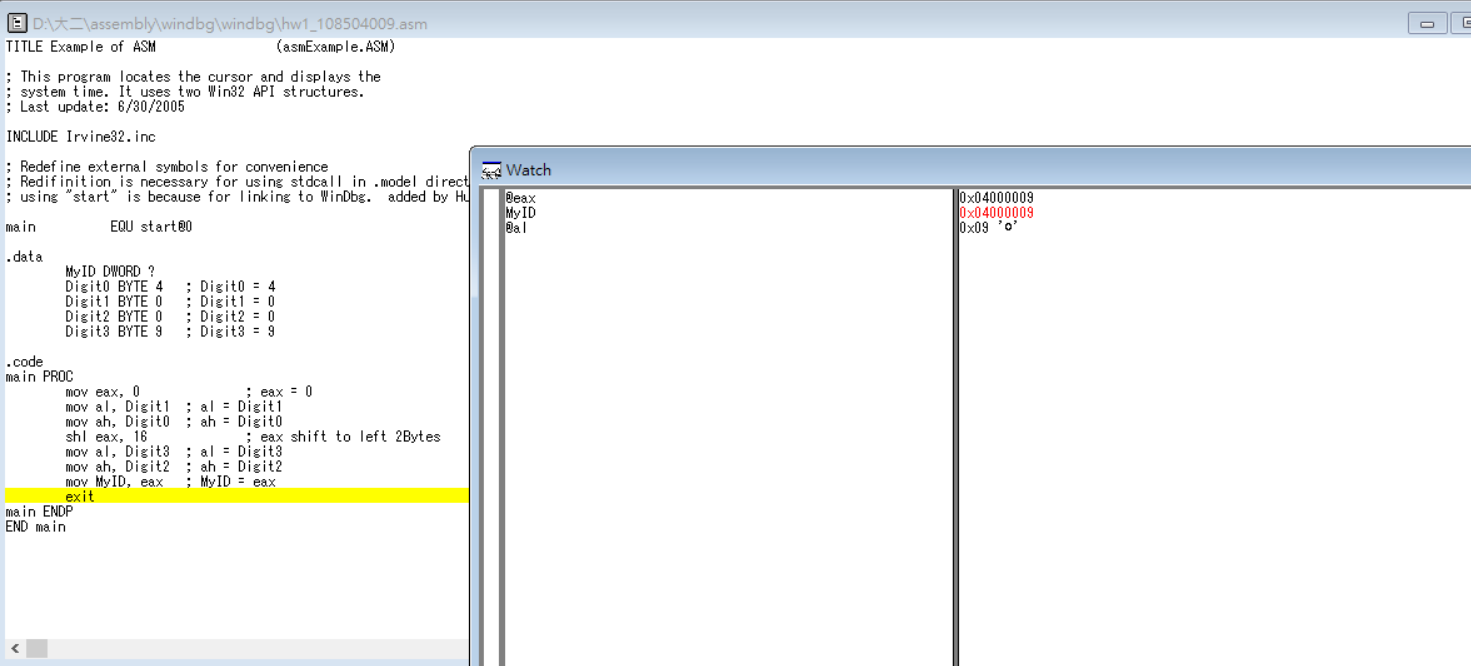 D:\大二\assembly\windbg\windbg\hw1_108504009.asm
TITLE Example of ASM (asmExample.ASM)
; This program locates the cursor and displays the
; system time. It uses two Win32 API structures.
; Last update: 6/30/2005
INCLUDE Irvine32.inc
; Redefine external symbols for convenience
; Redifinition is necessary for using stdcall in .model direct
; using "start" is because for linking to WinDbg. added by Hu
main EQU start@0
.data
MyID DWORD ?
Digit0 BYTE 4 ; Digit0 = 4
Digit1 BYTE 0 ; Digit1 = 0
Digit2 BYTE 0 ; Digit2 = 0
Digit3 BYTE 9 ; Digit3 = 9
.code
main PROC
mov eax, 0 ; eax = 0
mov al, Digit1 ; al = Digit1
mov ah, Digit0 ; ah = Digit0
shl eax, 16 ; eax shift to left 2Bytes
mov al, Digit3 ; al = Digit3
mov ah, Digit2 ; ah = Digit2
mov MyID, eax ; MyID = eax
exit
main ENDP
END main
Watch
@eax 0x04000009
MyID 0x04000009
@al 0x09 'o'